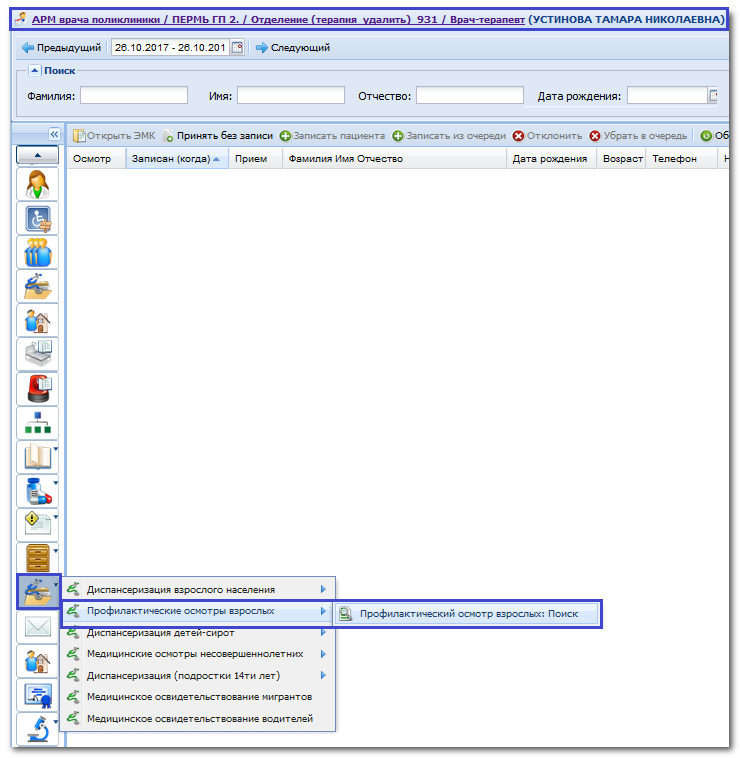 АРМ врача поликлиники / ПЕРМЬ ГП 2. / Отделение (терапия_удалить)_931 / Врач-терапевт (УСТИНОВА ТАМАРА НИКОЛАЕВНА)
Предыдущий 26.10.2017 - 26.10.201 Следующий
Поиск
Фамилия: Имя: Отчество: Дата рождения:
Открыть ЭМК Принять без записи Записать пациента Записать из очереди Отклонить Убрать в очередь Об
Осмотр Записан (когда) Прием Фамилия Имя Отчество Дата рождения Возраст Телефон Н
Диспансеризация взрослого населения
Профилактические осмотры взрослых Профилактический осмотр взрослых: Поиск
Диспансеризация детей-сирот
Медицинские осмотры несовершеннолетних
Диспансеризация (подростки 14ти лет)
Медицинское освидетельствование мигрантов
Медицинское освидетельствование водителей